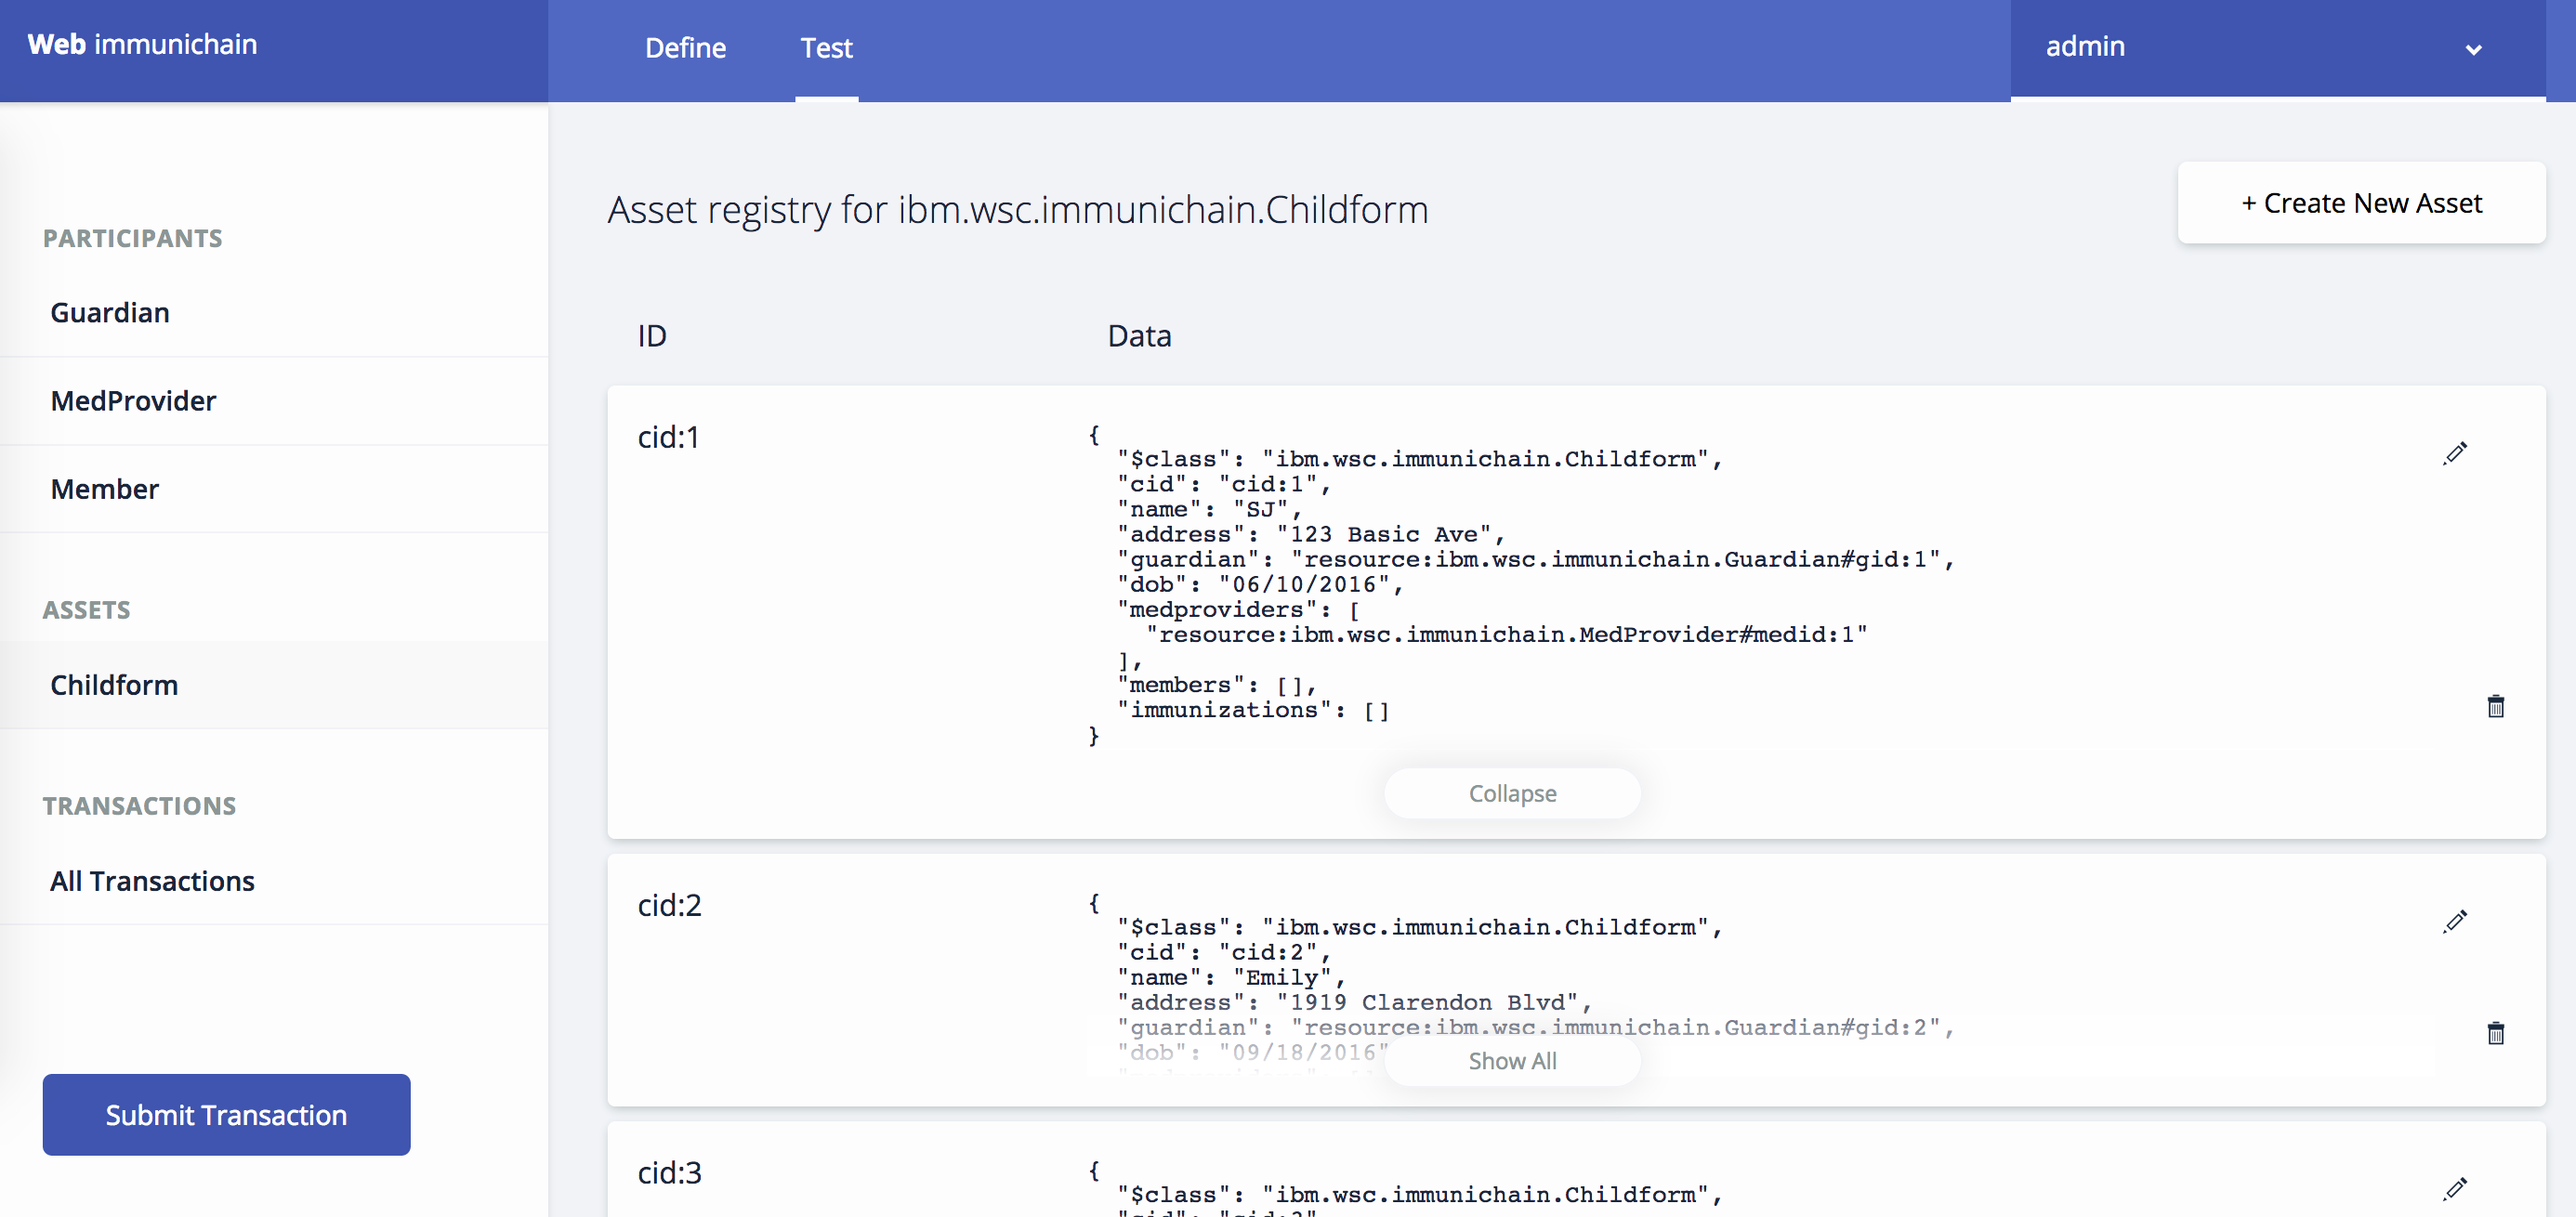 Web immunichain
Define
Test
admin
PARTICIPANTS
Guardian
MedProvider
Member
ASSETS
Childform
TRANSACTIONS
All Transactions
Submit Transaction
Asset registry for ibm.wsc.immunichain.Childform
+ Create New Asset
ID
Data
cid:1
{
"$class": "ibm.wsc.immunichain.Childform",
"cid": "cid:1",
"name": "SJ",
"address": "123 Basic Ave",
"guardian": "resource:ibm.wsc.immunichain.Guardian#gid:1",
"dob": "06/10/2016",
"medproviders": [
"resource:ibm.wsc.immunichain.MedProvider#medid:1"
],
"members": [],
"immunizations": []
}
Collapse
cid:2
{
"$class": "ibm.wsc.immunichain.Childform",
"cid": "cid:2",
"name": "Emily",
"address": "1919 Clarendon Blvd",
"guardian": "resource:ibm.wsc.immunichain.Guardian#gid:2",
"dob": "09/18/2016"
Show All
cid:3
{
"$class": "ibm.wsc.immunichain.Childform",